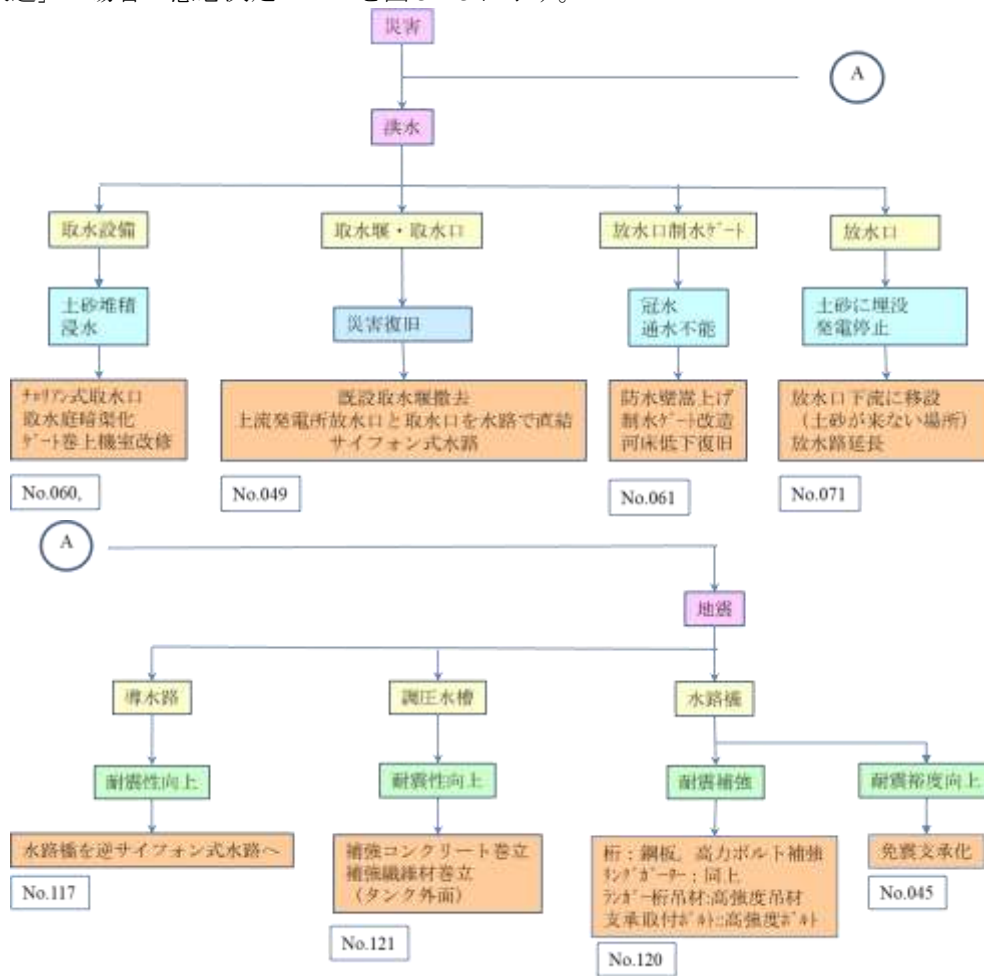 災害
A
洪水
取水設備
取水堰・取水口
放水口制水ｹﾞｰﾄ
放水口
土砂堆積
浸水
災害復旧
冠水
通水不能
土砂に埋没
発電停止
ﾁﾛﾘｱﾝ式取水口
取水庭暗渠化
ｹﾞｰﾄ巻上機室改修
既設取水堰撤去
上流発電所放水口と取水口を水路で直結
サイフォン式水路
防水壁嵩上げ
制水ｹﾞｰﾄ改造
河床低下復旧
放水口下流に移設
（土砂が来ない場所）
放水路延長
No.060,
No.049
No.061
No.071
A
地震
導水路
調圧水槽
水路橋
耐震性向上
耐震性向上
耐震補強
耐震裕度向上
水路橋を逆サイフォン式水路へ
補強コンクリート巻立
補強繊維材巻立
（タンク外面）
桁：鋼板，高力ボルト補強
ﾘﾝｸﾞｶﾞｰﾀﾞｰ：同上
ﾗﾝｶﾞｰ桁吊材:高強度吊材
支承取付ﾎﾞﾙﾄ:高強度ﾎﾞﾙﾄ
免震支承化
No.117
No.121
No.120
No.045